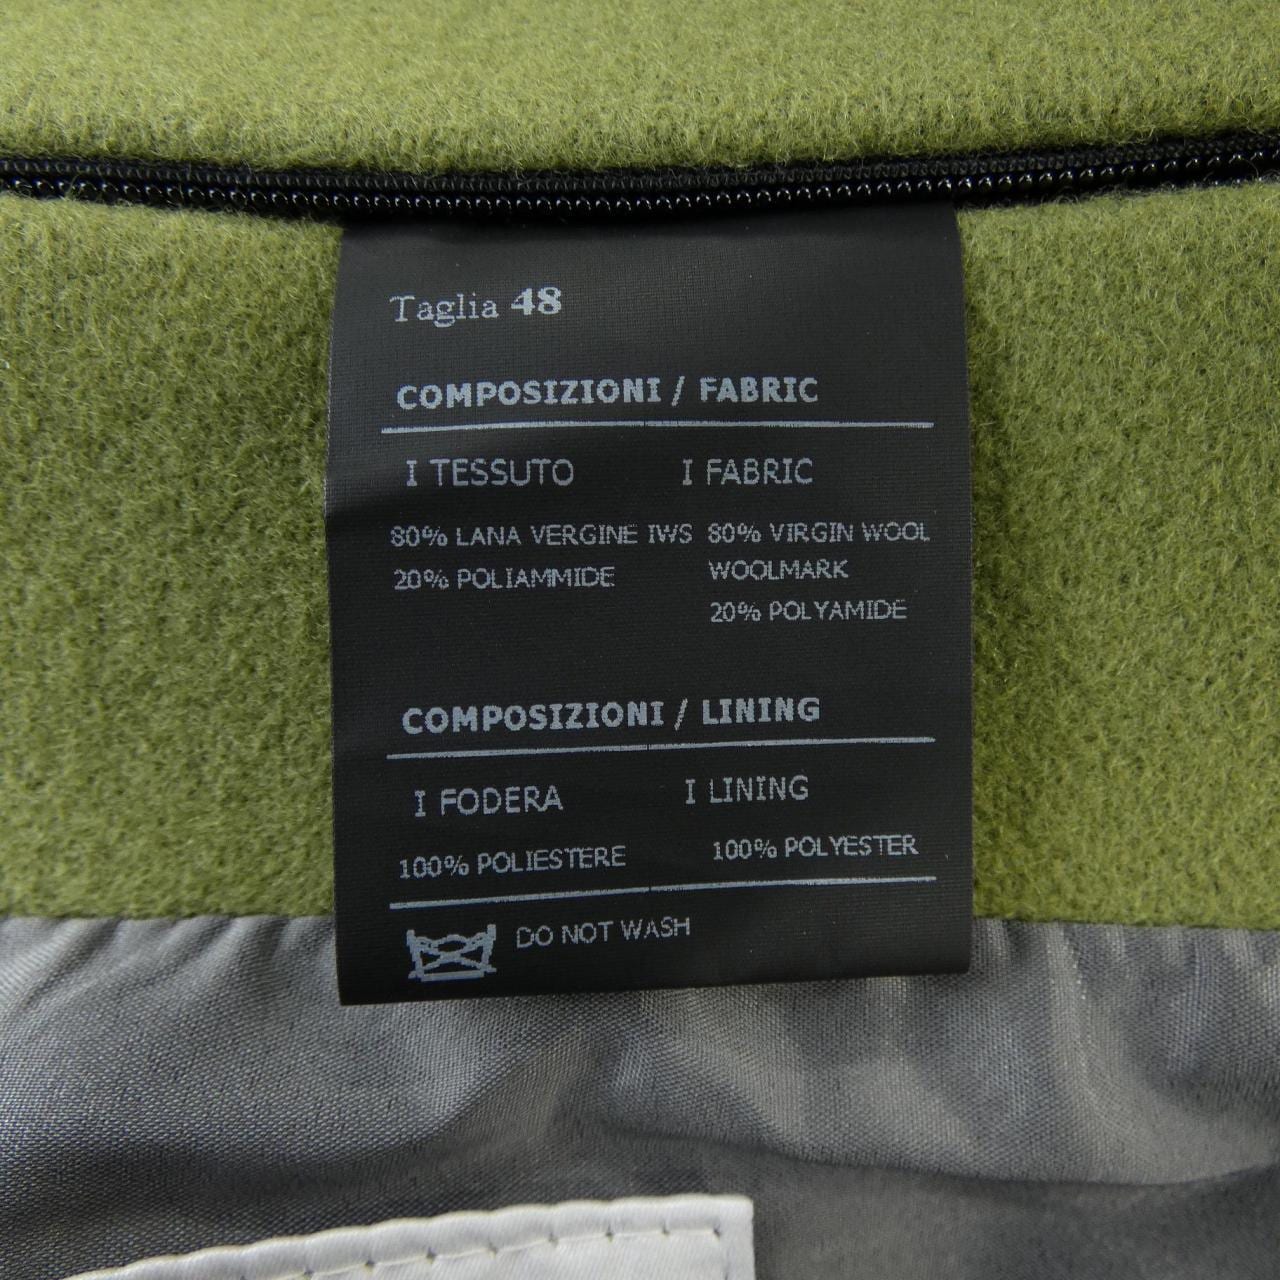 Taglia 48
COMPOSIZIONI / FABRIC
I TESSUTO I FABRIC
80% LANA VERGINE IWS 80% VIRGIN WOOL
WOOLMARK
20% POLIAMMIDE
20% POLYAMIDE
COMPOSIZIONI / LINING
I FODERA I LINING
100% POLIESTERE 100% POLYESTER
DO NOT WASH